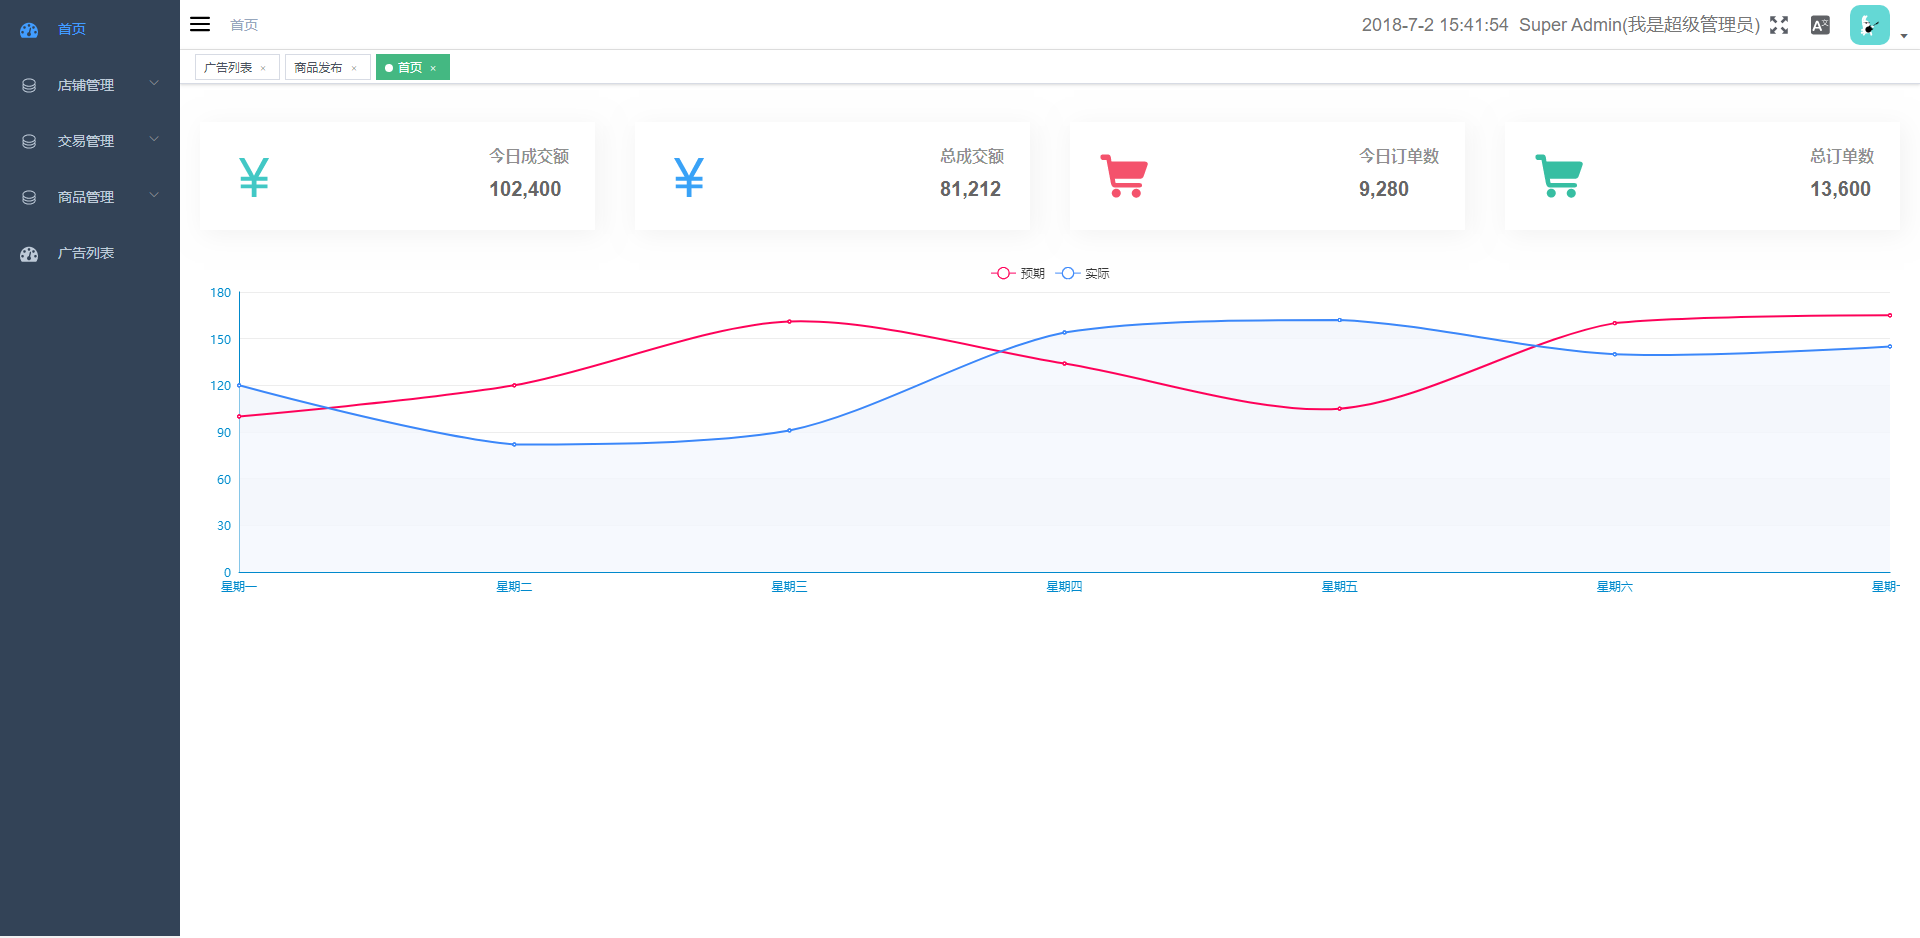 首页
店铺管理
交易管理
商品管理
广告列表
首页
2018-7-2 15:41:54 Super Admin(我是超级管理员)
广告列表 × 商品发布 × 首页 ×
今日成交额
102,400
总成交额
81,212
今日订单数
9,280
总订单数
13,600
预期 实际
180
150
120
90
60
30
0
星期一 星期二 星期三 星期四 星期五 星期六 星期